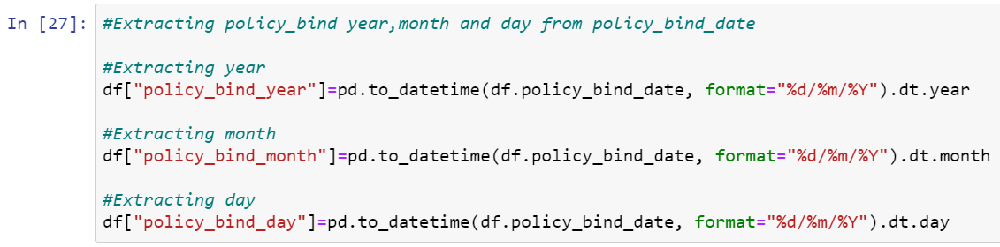 In [27]: #Extracting policy_bind year,month and day from policy_bind_date
#Extracting year
df["policy_bind_year"]=pd.to_datetime(df.policy_bind_date, format="%d/%m/%Y").dt.year
#Extracting month
df["policy_bind_month"]=pd.to_datetime(df.policy_bind_date, format="%d/%m/%Y").dt.month
#Extracting day
df["policy_bind_day"]=pd.to_datetime(df.policy_bind_date, format="%d/%m/%Y").dt.day